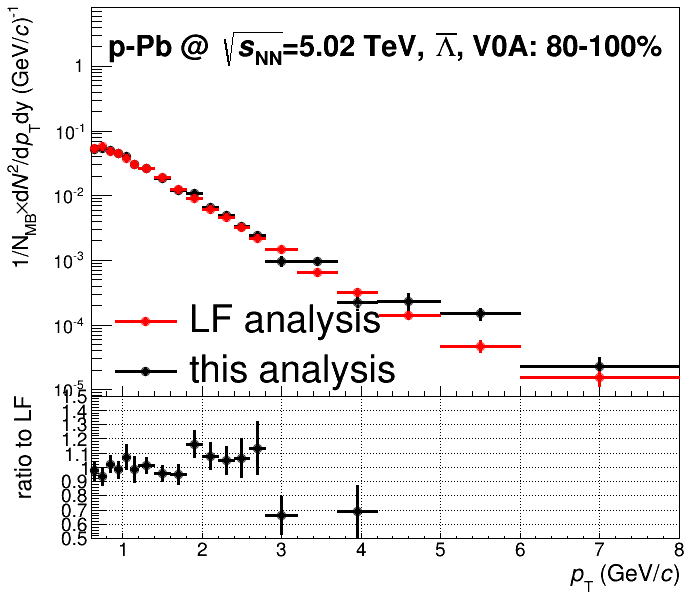 p-Pb @ √sNN=5.02 TeV, Λ̅, V0A: 80-100%
1/NMB×dN²/dpTdy (GeV/c)⁻¹
1
10⁻¹
10⁻²
10⁻³
10⁻⁴
10⁻⁵
LF analysis
this analysis
ratio to LF
1.5
1.4
1.3
1.2
1.1
1
0.9
0.8
0.7
0.6
0.5
1 2 3 4 5 6 7 8
pT (GeV/c)